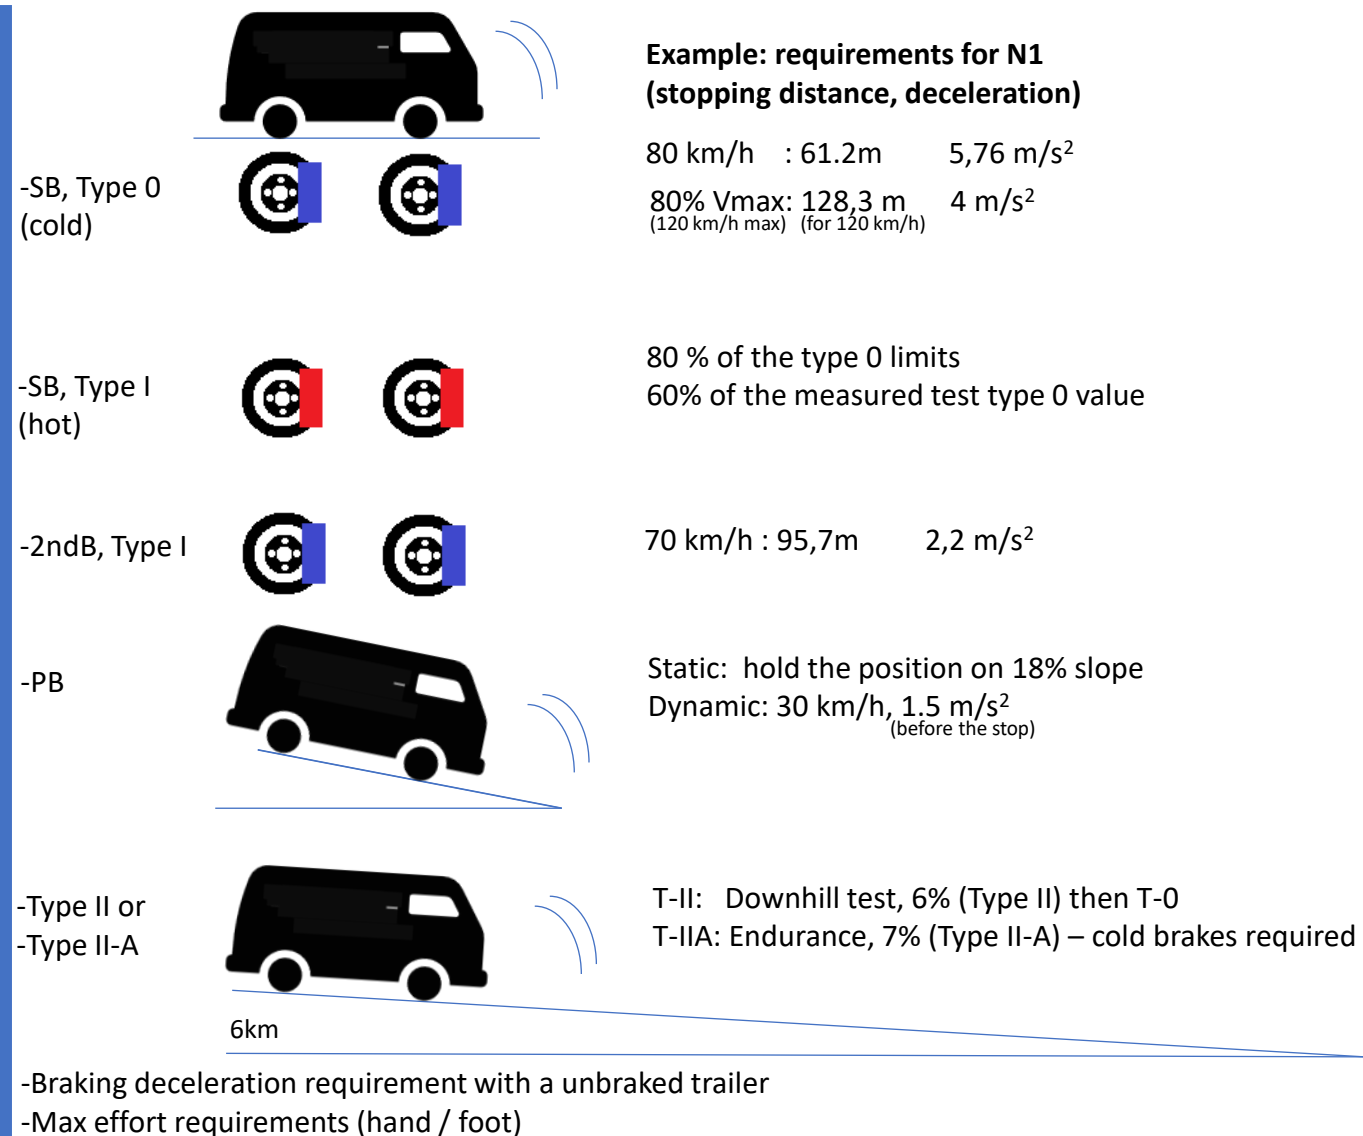 Example: requirements for N1
(stopping distance, deceleration)
-SB, Type 0
(cold)
80 km/h : 61.2m 5,76 m/s²
80% Vmax: 128,3 m 4 m/s²
(120 km/h max) (for 120 km/h)
-SB, Type I
(hot)
80 % of the type 0 limits
60% of the measured test type 0 value
-2ndB, Type I
70 km/h : 95,7m 2,2 m/s²
-PB
Static: hold the position on 18% slope
Dynamic: 30 km/h, 1.5 m/s²
(before the stop)
-Type II or
-Type II-A
T-II: Downhill test, 6% (Type II) then T-0
T-IIA: Endurance, 7% (Type II-A) – cold brakes required
6km
-Braking deceleration requirement with a unbraked trailer
-Max effort requirements (hand / foot)